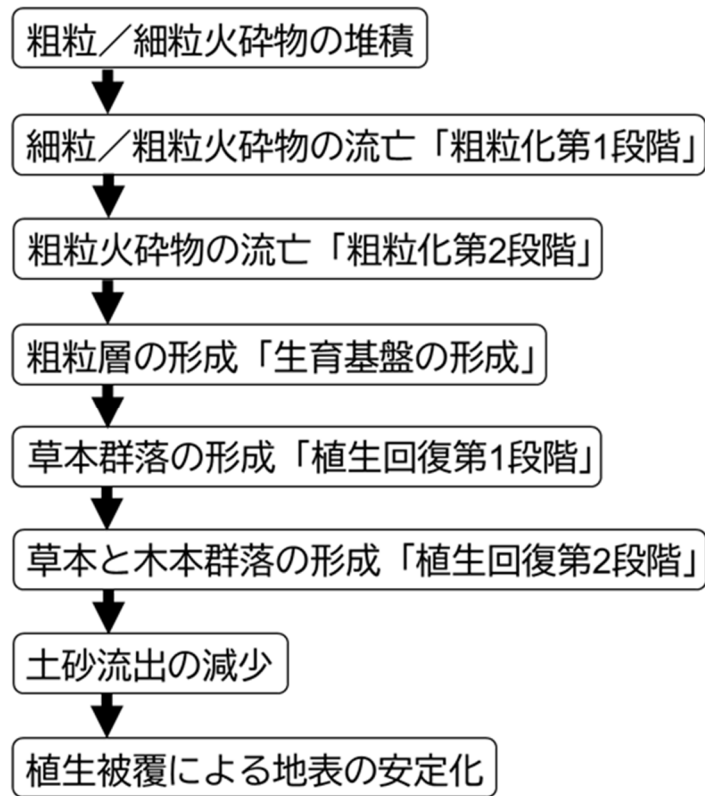 粗粒／細粒火砕物の堆積
細粒／粗粒火砕物の流亡「粗粒化第1段階」
粗粒火砕物の流亡「粗粒化第2段階」
粗粒層の形成「生育基盤の形成」
草本群落の形成「植生回復第1段階」
草本と木本群落の形成「植生回復第2段階」
土砂流出の減少
植生被覆による地表の安定化